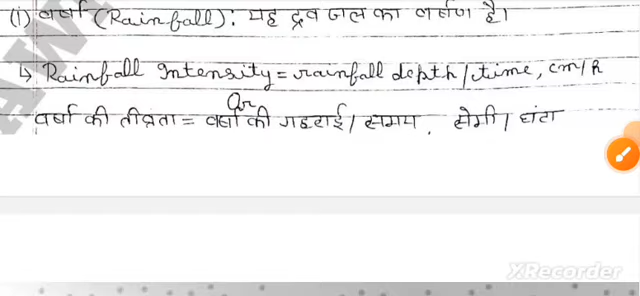 (i) वर्षा (Rainfall): यह द्रव जल का वर्षण है।
↳ Rainfall Intensity = rainfall depth / time, cm/h
Or
वर्षा की तीव्रता = वर्षा की गहराई / समय, सेमी / घंटा
XRecorder